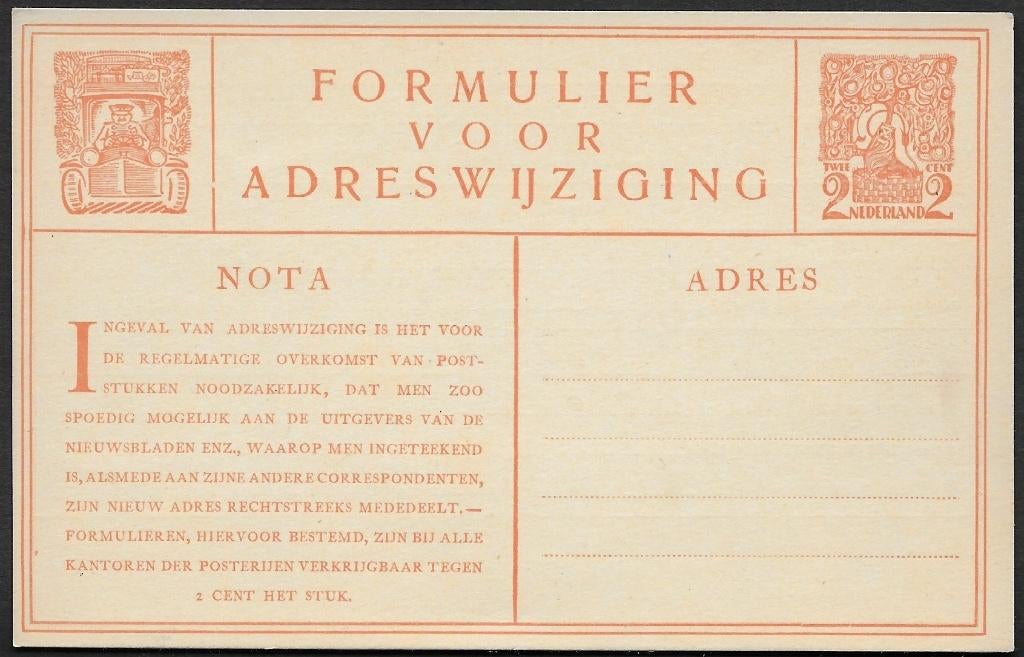 FORMULIER
VOOR
ADRESWIJZIGING
TWEE CENT
2 NEDERLAND 2
NOTA
INGEVAL VAN ADRESWIJZIGING IS HET VOOR
DE REGELMATIGE OVERKOMST VAN POST-
STUKKEN NOODZAKELIJK, DAT MEN ZOO
SPOEDIG MOGELIJK AAN DE UITGEVERS VAN DE
NIEUWSBLADEN ENZ., WAAROP MEN INGETEEKEND
IS, ALSMEDE AAN ZIJNE ANDERE CORRESPONDENTEN,
ZIJN NIEUW ADRES RECHTSTREEKS MEDEDEELT.—
FORMULIEREN, HIERVOOR BESTEMD, ZIJN BIJ ALLE
KANTOREN DER POSTERIJEN VERKRIJGBAAR TEGEN
2 CENT HET STUK.
ADRES